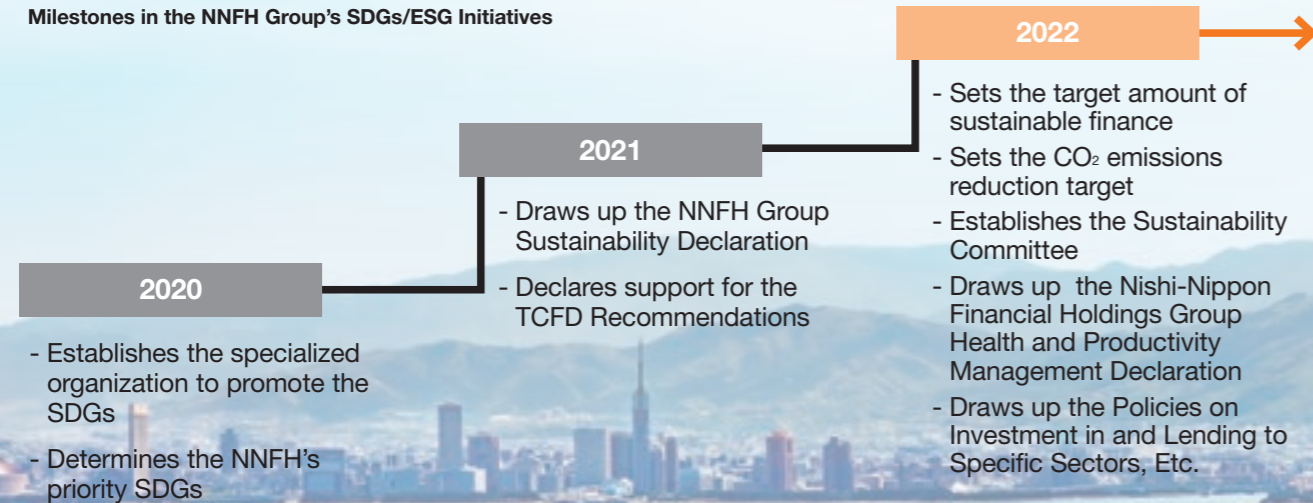 Milestones in the NNFH Group's SDGs/ESG Initiatives
2020
- Establishes the specialized
organization to promote the
SDGs
- Determines the NNFH's
priority SDGs
2021
- Draws up the NNFH Group
Sustainability Declaration
- Declares support for the
TCFD Recommendations
2022
- Sets the target amount of
sustainable finance
- Sets the CO₂ emissions
reduction target
- Establishes the Sustainability
Committee
- Draws up the Nishi-Nippon
Financial Holdings Group
Health and Productivity
Management Declaration
- Draws up the Policies on
Investment in and Lending to
Specific Sectors, Etc.